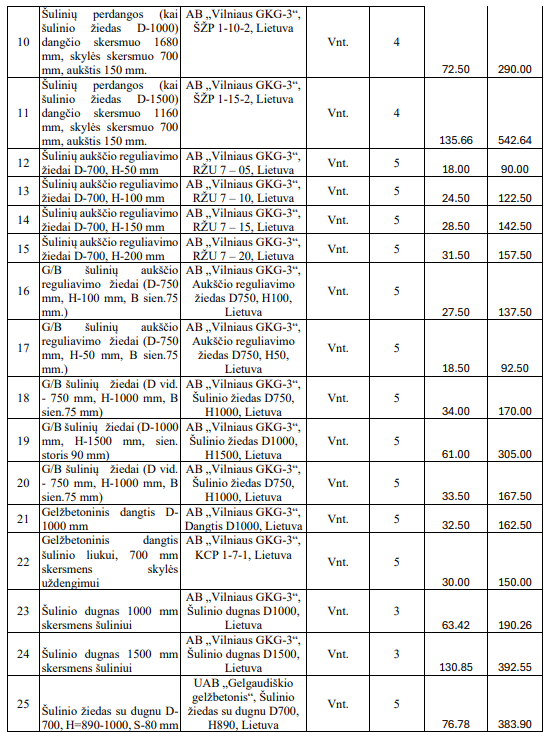 10
Šulinių perdangos (kai
šulinio žiedas D-1000)
dangčio skersmuo 1680
mm, skylės skersmuo 700
mm, aukštis 150 mm.
AB „Vilniaus GKG-3“,
ŠŽP 1-10-2, Lietuva
Vnt.
4
72.50
290.00
11
Šulinių perdangos (kai
šulinio žiedas D-1500)
dangčio skersmuo 1160
mm, skylės skersmuo 700
mm, aukštis 150 mm.
AB „Vilniaus GKG-3“,
ŠŽP 1-15-2, Lietuva
Vnt.
4
135.66
542.64
12
Šulinių aukščio reguliavimo
žiedai D-700, H-50 mm
AB „Vilniaus GKG-3“,
RŽU 7 – 05, Lietuva
Vnt.
5
18.00
90.00
13
Šulinių aukščio reguliavimo
žiedai D-700, H-100 mm
AB „Vilniaus GKG-3“,
RŽU 7 – 10, Lietuva
Vnt.
5
24.50
122.50
14
Šulinių aukščio reguliavimo
žiedai D-700, H-150 mm
AB „Vilniaus GKG-3“,
RŽU 7 – 15, Lietuva
Vnt.
5
28.50
142.50
15
Šulinių aukščio reguliavimo
žiedai D-700, H-200 mm
AB „Vilniaus GKG-3“,
RŽU 7 – 20, Lietuva
Vnt.
5
31.50
157.50
16
G/B šulinių aukščio
reguliavimo žiedai (D-750
mm, H-100 mm, B sien.75
mm.)
AB „Vilniaus GKG-3“,
Aukščio reguliavimo
žiedas D750, H100,
Lietuva
Vnt.
5
27.50
137.50
17
G/B šulinių aukščio
reguliavimo žiedai (D-750
mm, H-50 mm, B sien.75
mm.)
AB „Vilniaus GKG-3“,
Aukščio reguliavimo
žiedas D750, H50,
Lietuva
Vnt.
5
18.50
92.50
18
G/B šulinių žiedai (D vid.
- 750 mm, H-1000 mm, B
sien.75 mm)
AB „Vilniaus GKG-3“,
Šulinio žiedas D750,
H1000, Lietuva
Vnt.
5
34.00
170.00
19
G/B šulinių žiedai (D-1000
mm, H-1500 mm, sien.
storis 90 mm)
AB „Vilniaus GKG-3“,
Šulinio žiedas D1000,
H1500, Lietuva
Vnt.
5
61.00
305.00
20
G/B šulinių žiedai (D vid.
- 750 mm, H-1000 mm, B
sien.75 mm)
AB „Vilniaus GKG-3“,
Šulinio žiedas D750,
H1000, Lietuva
Vnt.
5
33.50
167.50
21
Gelžbetoninis dangtis D-
1000 mm
AB „Vilniaus GKG-3“,
Dangtis D1000, Lietuva
Vnt.
5
32.50
162.50
22
Gelžbetoninis dangtis
šulinio liukui, 700 mm
skersmens skylės
uždengimui
AB „Vilniaus GKG-3“,
KCP 1-7-1, Lietuva
Vnt.
5
30.00
150.00
23
Šulinio dugnas 1000 mm
skersmens šuliniui
AB „Vilniaus GKG-3“,
Šulinio dugnas D1000,
Lietuva
Vnt.
3
63.42
190.26
24
Šulinio dugnas 1500 mm
skersmens šuliniui
AB „Vilniaus GKG-3“,
Šulinio dugnas D1500,
Lietuva
Vnt.
3
130.85
392.55
25
Šulinio žiedas su dugnu D-
700, H=890-1000, S-80 mm
UAB „Gelgaudiškio
gelžbetonis“, Šulinio
žiedas su dugnu D700,
H890, Lietuva
Vnt.
5
76.78
383.90